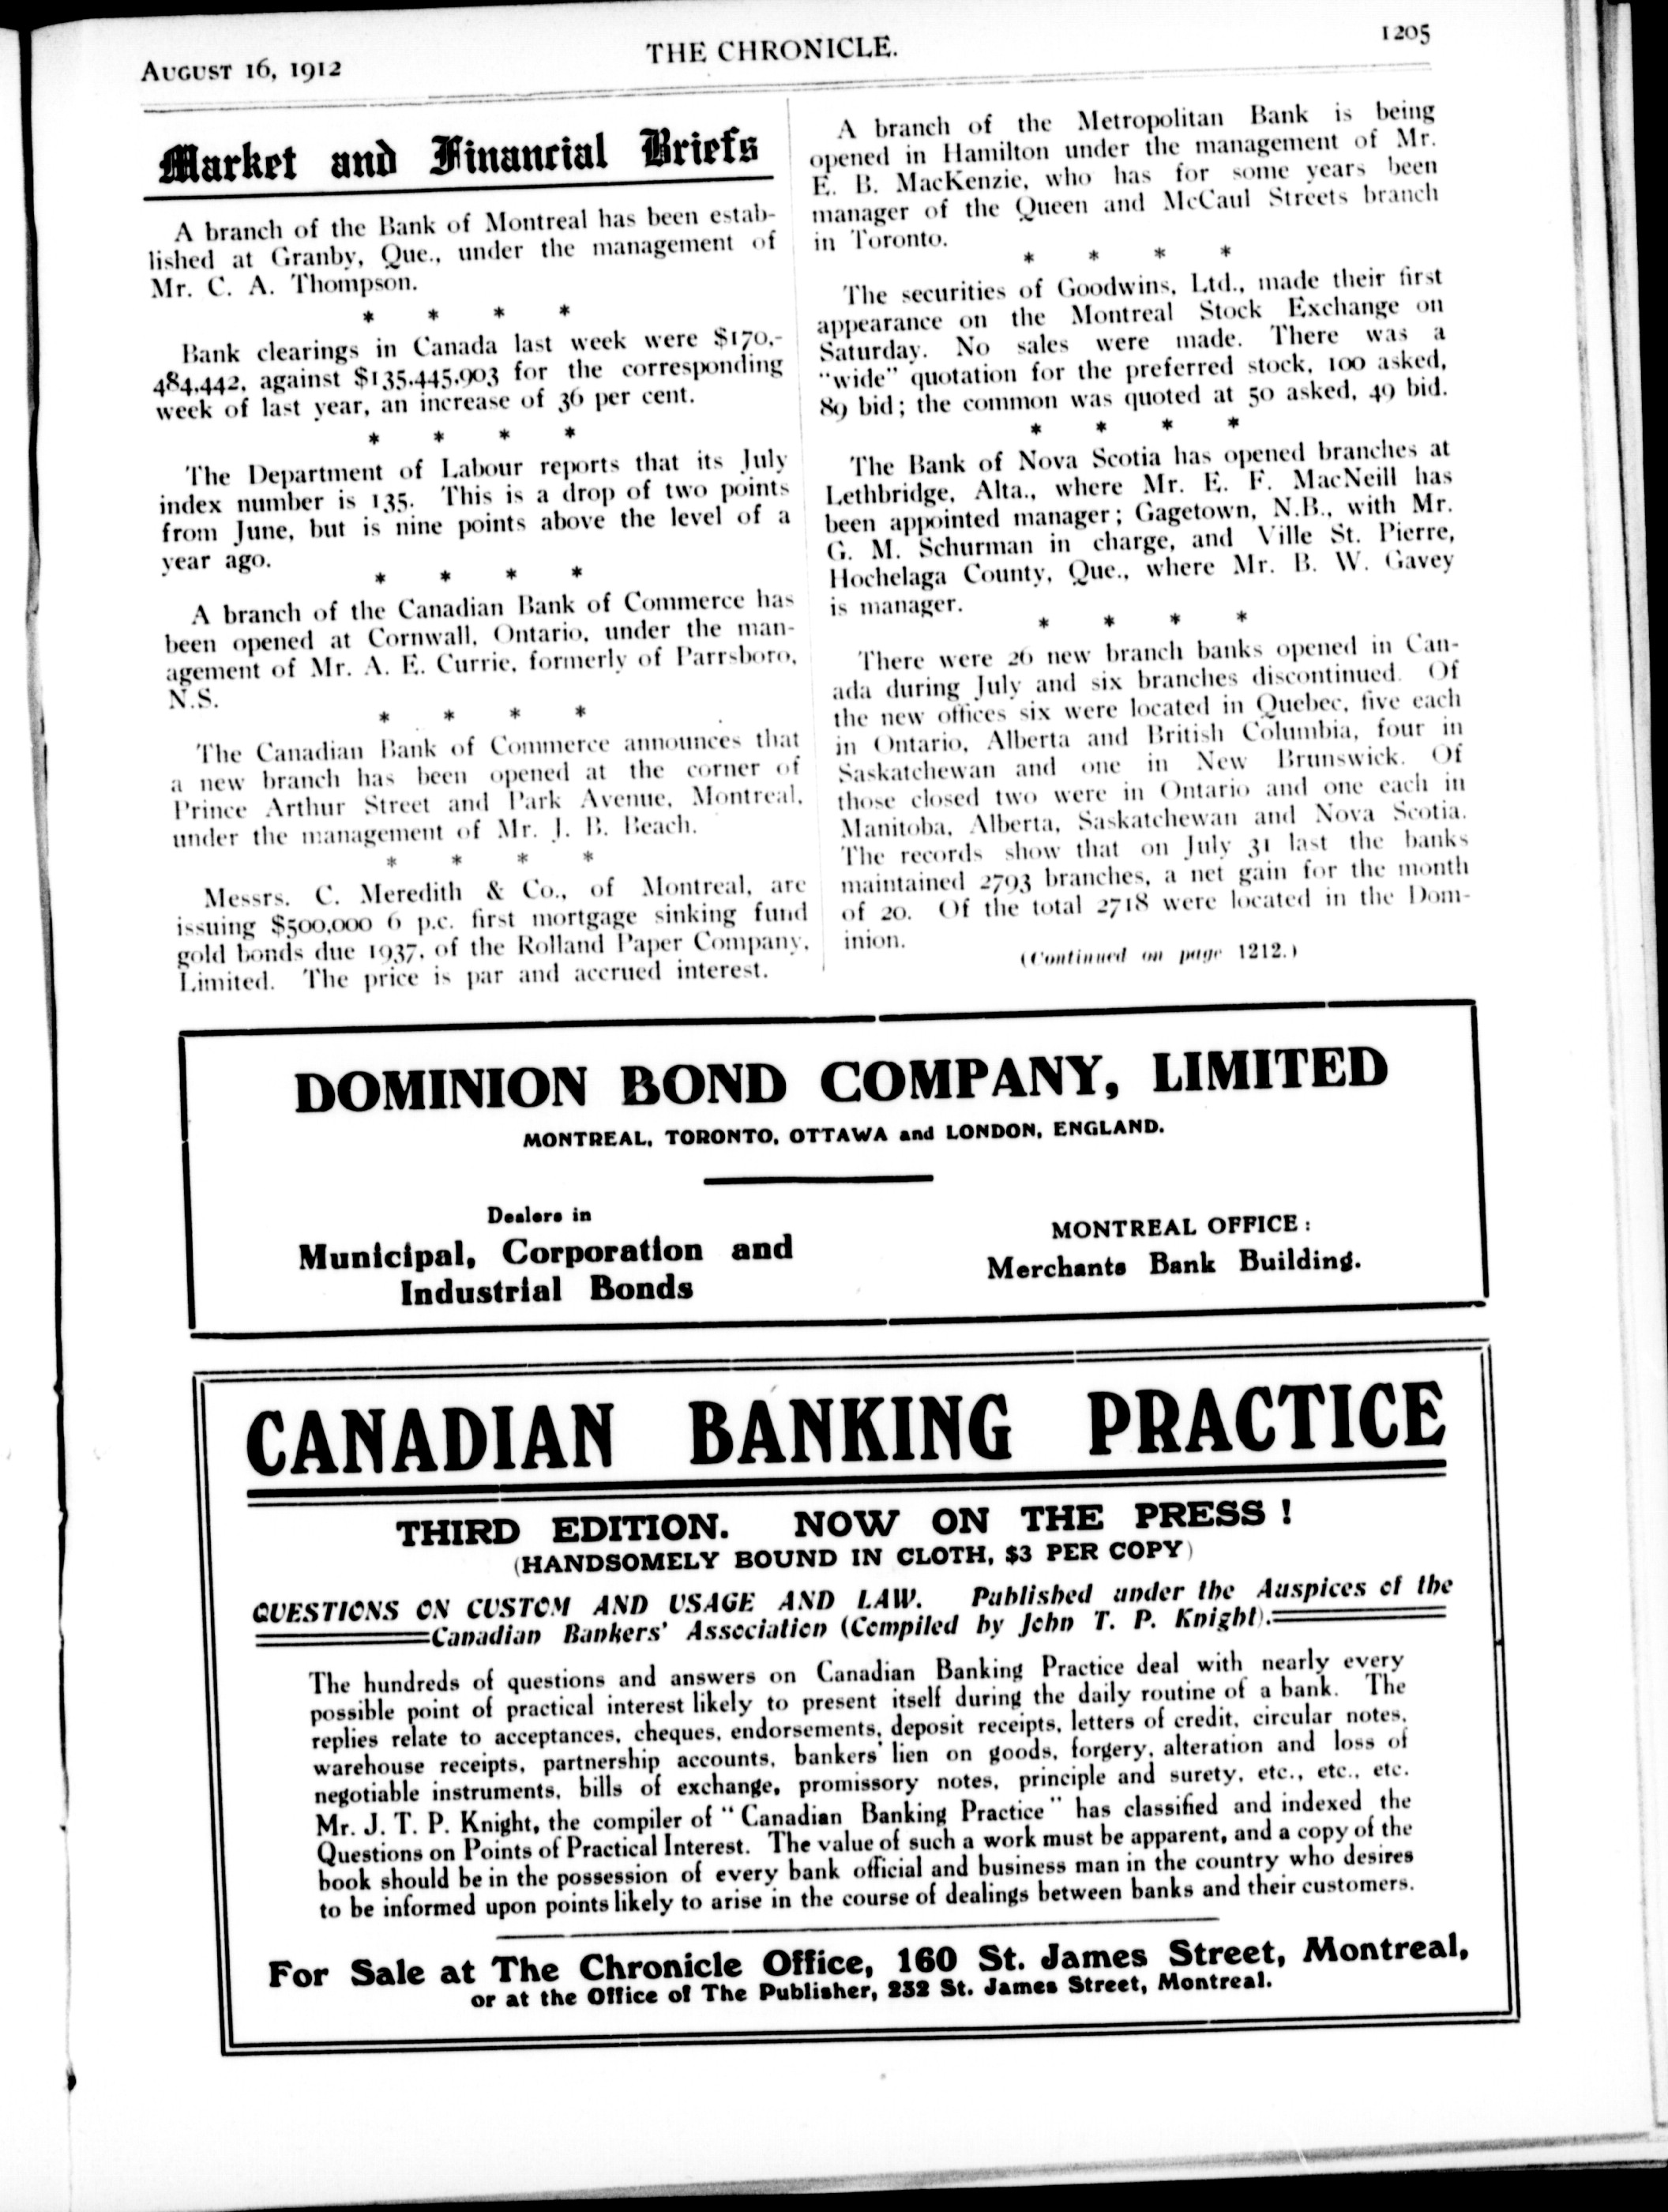 AUGUST 16, 1912
THE CHRONICLE.
1205
Market and Financial Briefs
A branch of the Bank of Montreal has been estab-
lished at Granby, Que., under the management of
Mr. C. A. Thompson.
* * * *
Bank clearings in Canada last week were $170,-
484,442, against $135,445,903 for the corresponding
week of last year, an increase of 36 per cent.
* * * *
The Department of Labour reports that its July
index number is 135. This is a drop of two points
from June, but is nine points above the level of a
year ago.
* * * *
A branch of the Canadian Bank of Commerce has
been opened at Cornwall, Ontario, under the man-
agement of Mr. A. E. Currie, formerly of Parrsboro,
N.S.
* * * *
The Canadian Bank of Commerce announces that
a new branch has been opened at the corner of
Prince Arthur Street and Park Avenue, Montreal,
under the management of Mr. J. B. Beach.
* * * *
Messrs. C. Meredith & Co., of Montreal, are
issuing $500,000 6 p.c. first mortgage sinking fund
gold bonds due 1937, of the Rolland Paper Company,
Limited. The price is par and accrued interest.
A branch of the Metropolitan Bank is being
opened in Hamilton under the management of Mr.
E. B. MacKenzie, who has for some years been
manager of the Queen and McCaul Streets branch
in Toronto.
* * * *
The securities of Goodwins, Ltd., made their first
appearance on the Montreal Stock Exchange on
Saturday. No sales were made. There was a
"wide" quotation for the preferred stock, 100 asked,
89 bid; the common was quoted at 50 asked, 49 bid.
* * * *
The Bank of Nova Scotia has opened branches at
Lethbridge, Alta., where Mr. E. F. MacNeill has
been appointed manager; Gagetown, N.B., with Mr.
G. M. Schurman in charge, and Ville St. Pierre,
Hochelaga County, Que., where Mr. B. W. Gavey
is manager.
* * * *
There were 26 new branch banks opened in Can-
ada during July and six branches discontinued. Of
the new offices six were located in Quebec, five each
in Ontario, Alberta and British Columbia, four in
Saskatchewan and one in New Brunswick. Of
those closed two were in Ontario and one each in
Manitoba, Alberta, Saskatchewan and Nova Scotia.
The records show that on July 31 last the banks
maintained 2793 branches, a net gain for the month
of 20. Of the total 2718 were located in the Dom-
inion.
(Continued on page 1212.)
DOMINION BOND COMPANY, LIMITED
MONTREAL, TORONTO, OTTAWA and LONDON, ENGLAND.
Dealers in
Municipal, Corporation and
Industrial Bonds
MONTREAL OFFICE:
Merchants Bank Building.
CANADIAN BANKING PRACTICE
THIRD EDITION. NOW ON THE PRESS!
(HANDSOMELY BOUND IN CLOTH, $3 PER COPY)
QUESTIONS ON CUSTOM AND USAGE AND LAW. Published under the Auspices of the
Canadian Bankers' Association (Compiled by John T. P. Knight).
The hundreds of questions and answers on Canadian Banking Practice deal with nearly every
possible point of practical interest likely to present itself during the daily routine of a bank. The
replies relate to acceptances, cheques, endorsements, deposit receipts, letters of credit, circular notes,
warehouse receipts, partnership accounts, bankers' lien on goods, forgery, alteration and loss of
negotiable instruments, bills of exchange, promissory notes, principle and surety, etc., etc., etc.
Mr. J. T. P. Knight, the compiler of "Canadian Banking Practice" has classified and indexed the
Questions on Points of Practical Interest. The value of such a work must be apparent, and a copy of the
book should be in the possession of every bank official and business man in the country who desires
to be informed upon points likely to arise in the course of dealings between banks and their customers.
For Sale at The Chronicle Office, 160 St. James Street, Montreal,
or at the Office of The Publisher, 232 St. James Street, Montreal.